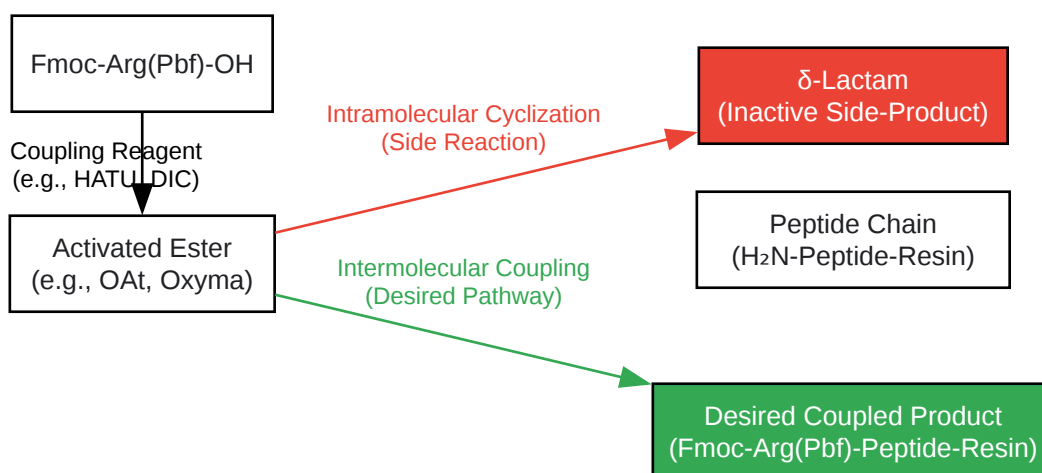 Fmoc-Arg(Pbf)-OH
Coupling Reagent
(e.g., HATU, DIC)
Activated Ester
(e.g., OAt, Oxyma)
Intramolecular Cyclization
(Side Reaction)
Intermolecular Coupling
(Desired Pathway)
δ-Lactam
(Inactive Side-Product)
Peptide Chain
(H₂N-Peptide-Resin)
Desired Coupled Product
(Fmoc-Arg(Pbf)-Peptide-Resin)